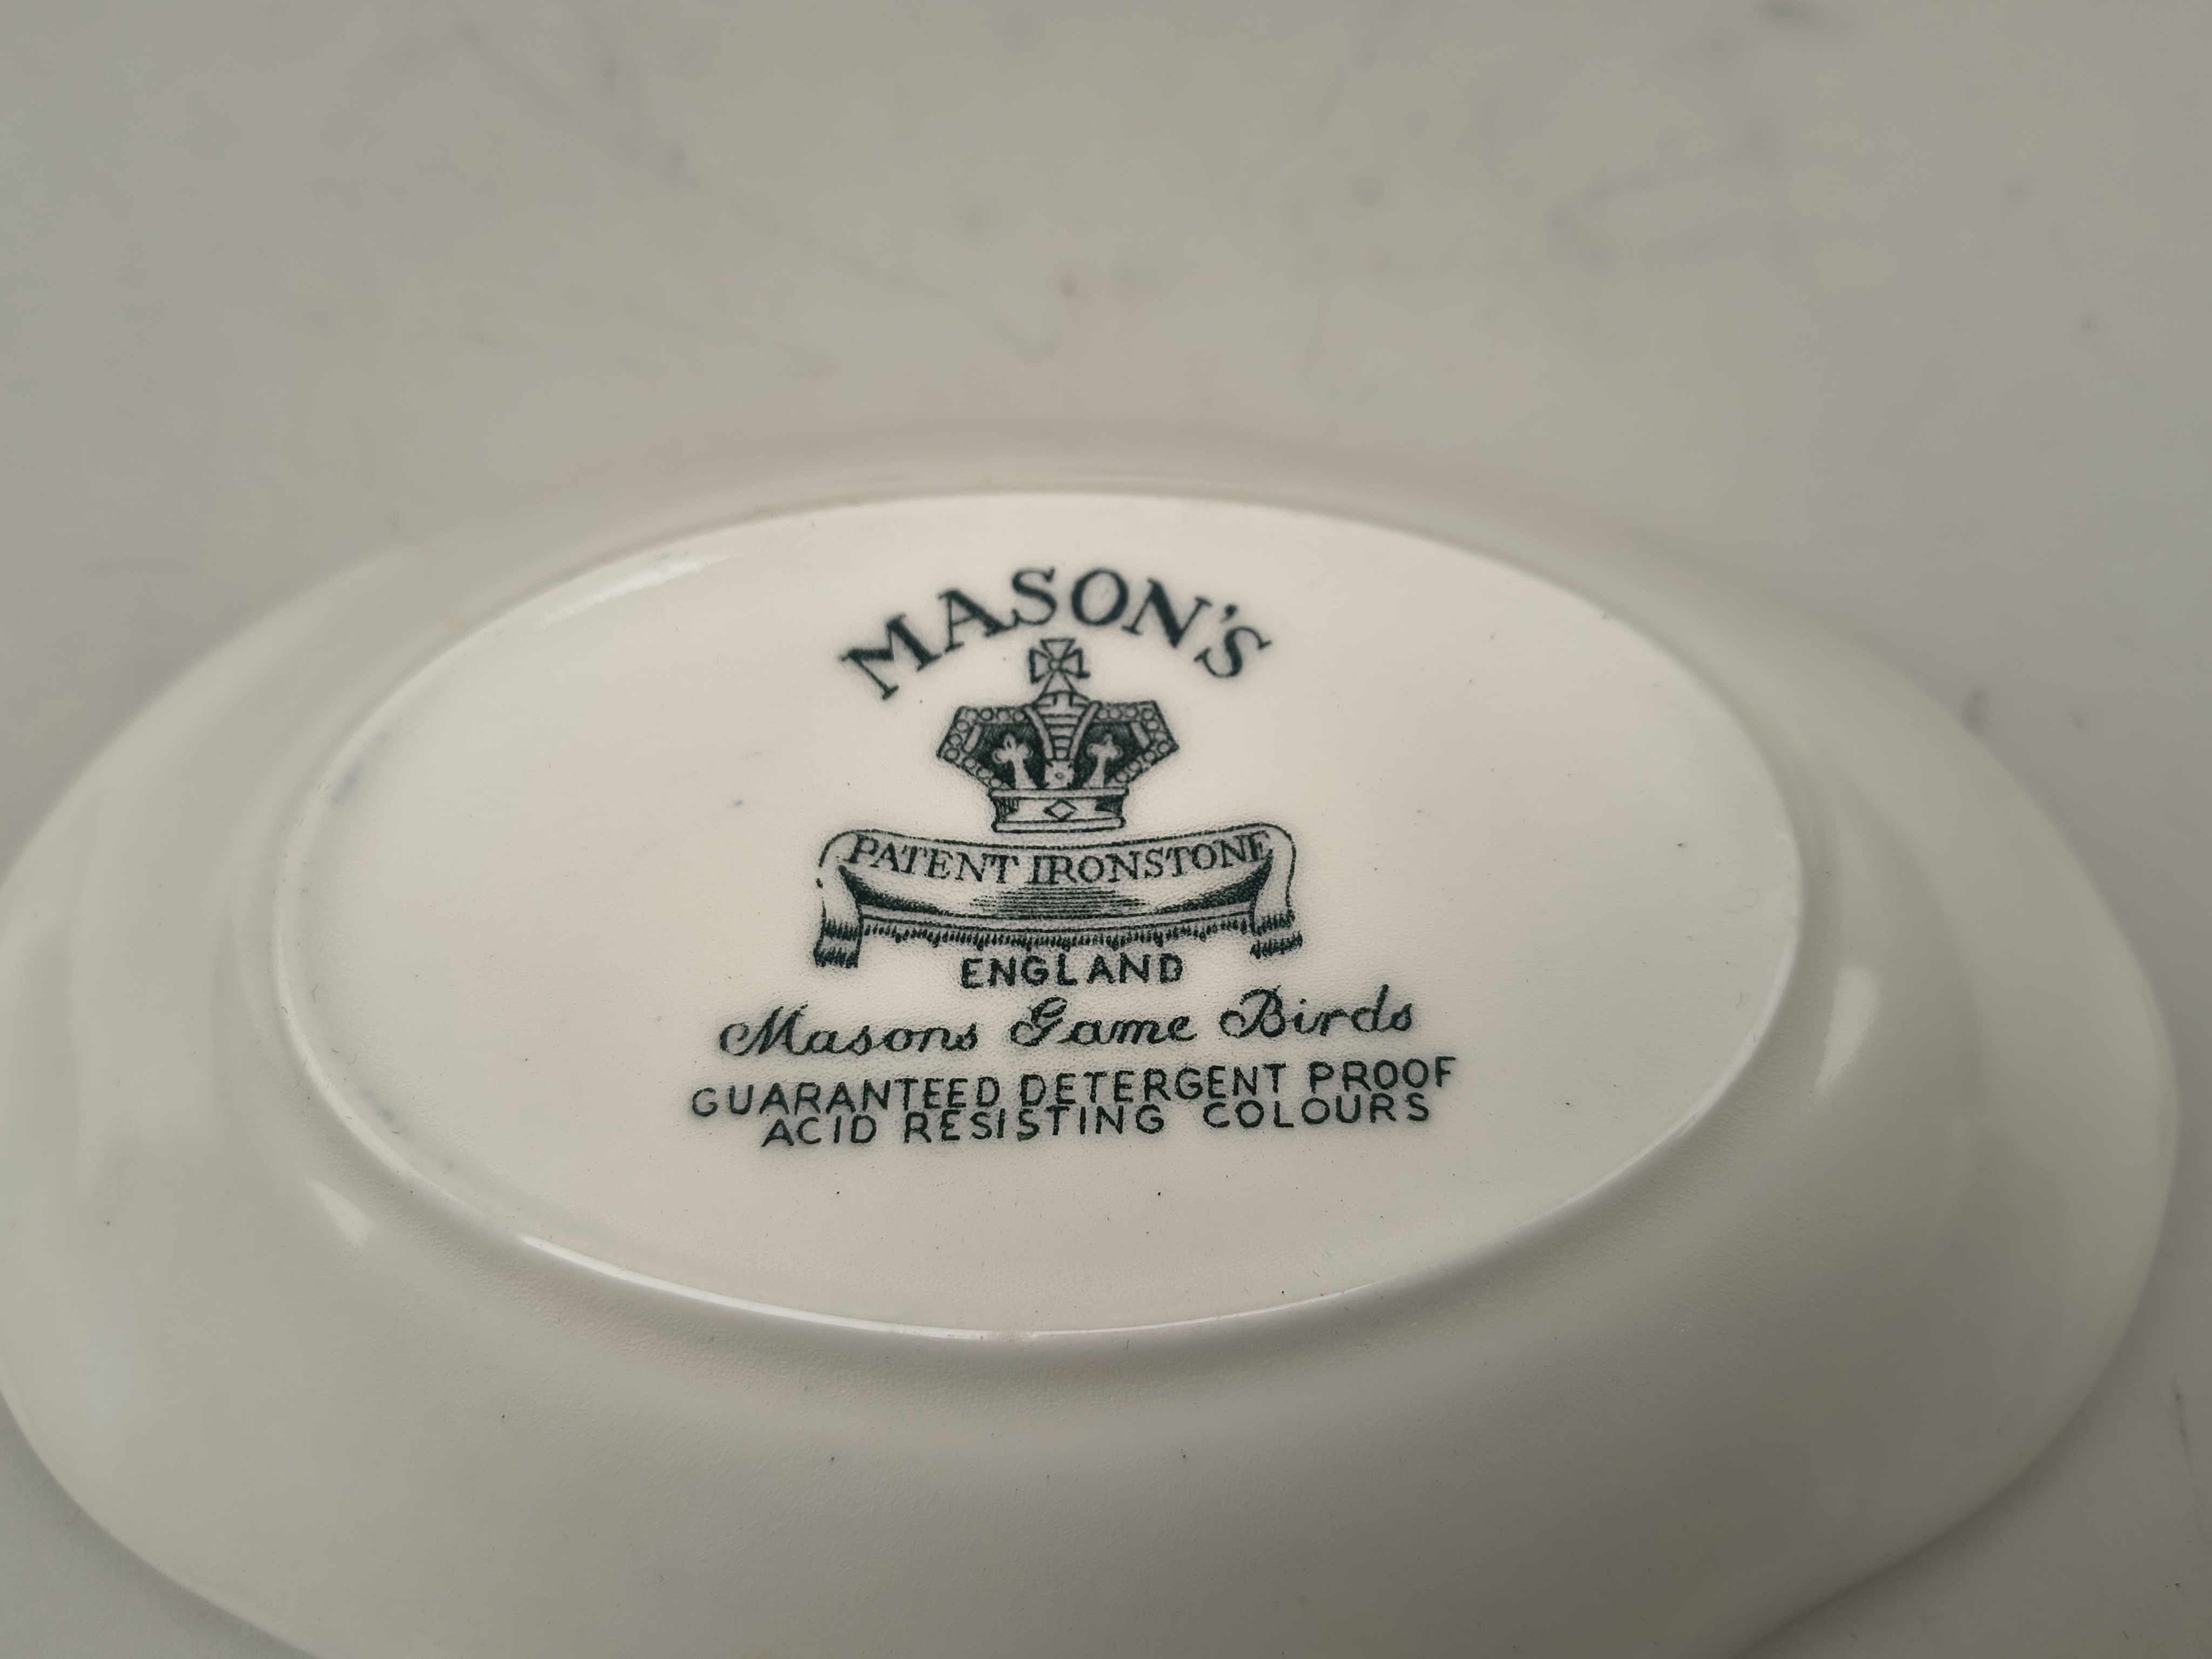 MASON'S
PATENT IRONSTONE
ENGLAND
Masons Game Birds
GUARANTEED DETERGENT PROOF
ACID RESISTING COLOURS